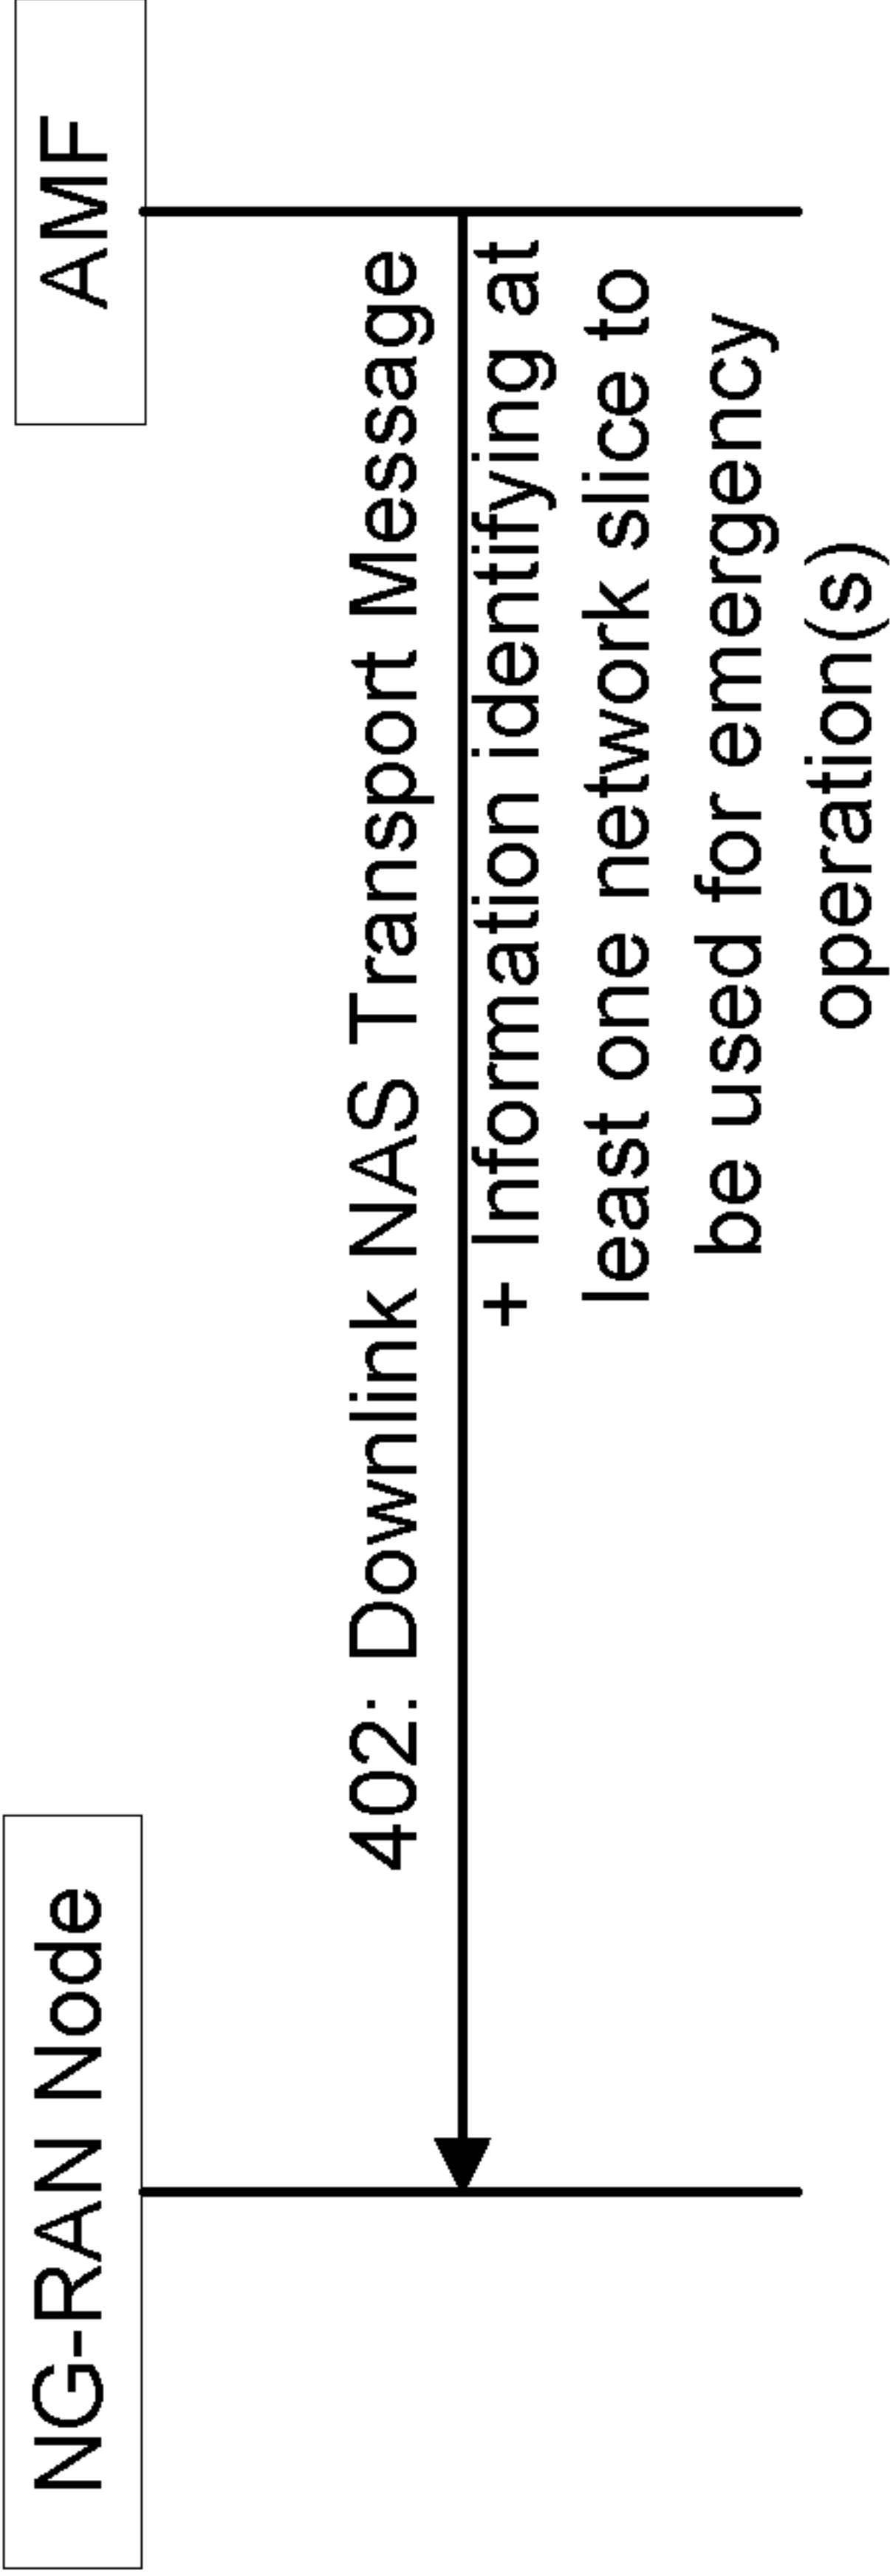 NG-RAN Node
AMF
402: Downlink NAS Transport Message
+ Information identifying at
least one network slice to
be used for emergency
operation(s)